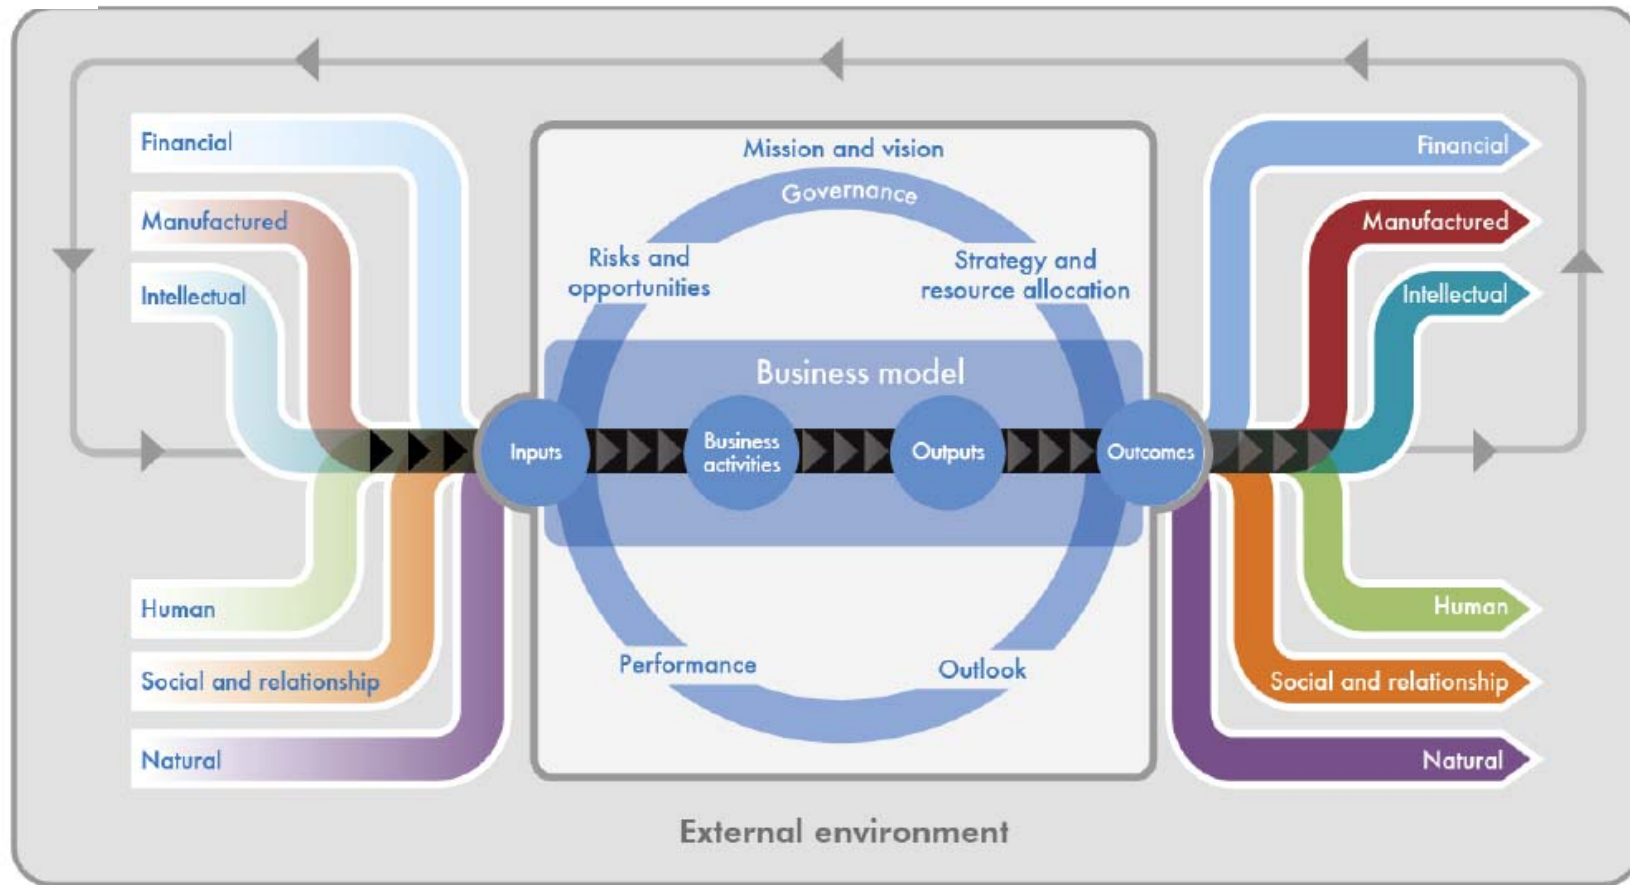 Financial
Manufactured
Intellectual
Human
Social and relationship
Natural
Mission and vision
Governance
Risks and
opportunities
Strategy and
resource allocation
Business model
Inputs
Business
activities
Outputs
Outcomes
Performance
Outlook
Financial
Manufactured
Intellectual
Human
Social and relationship
Natural
External environment